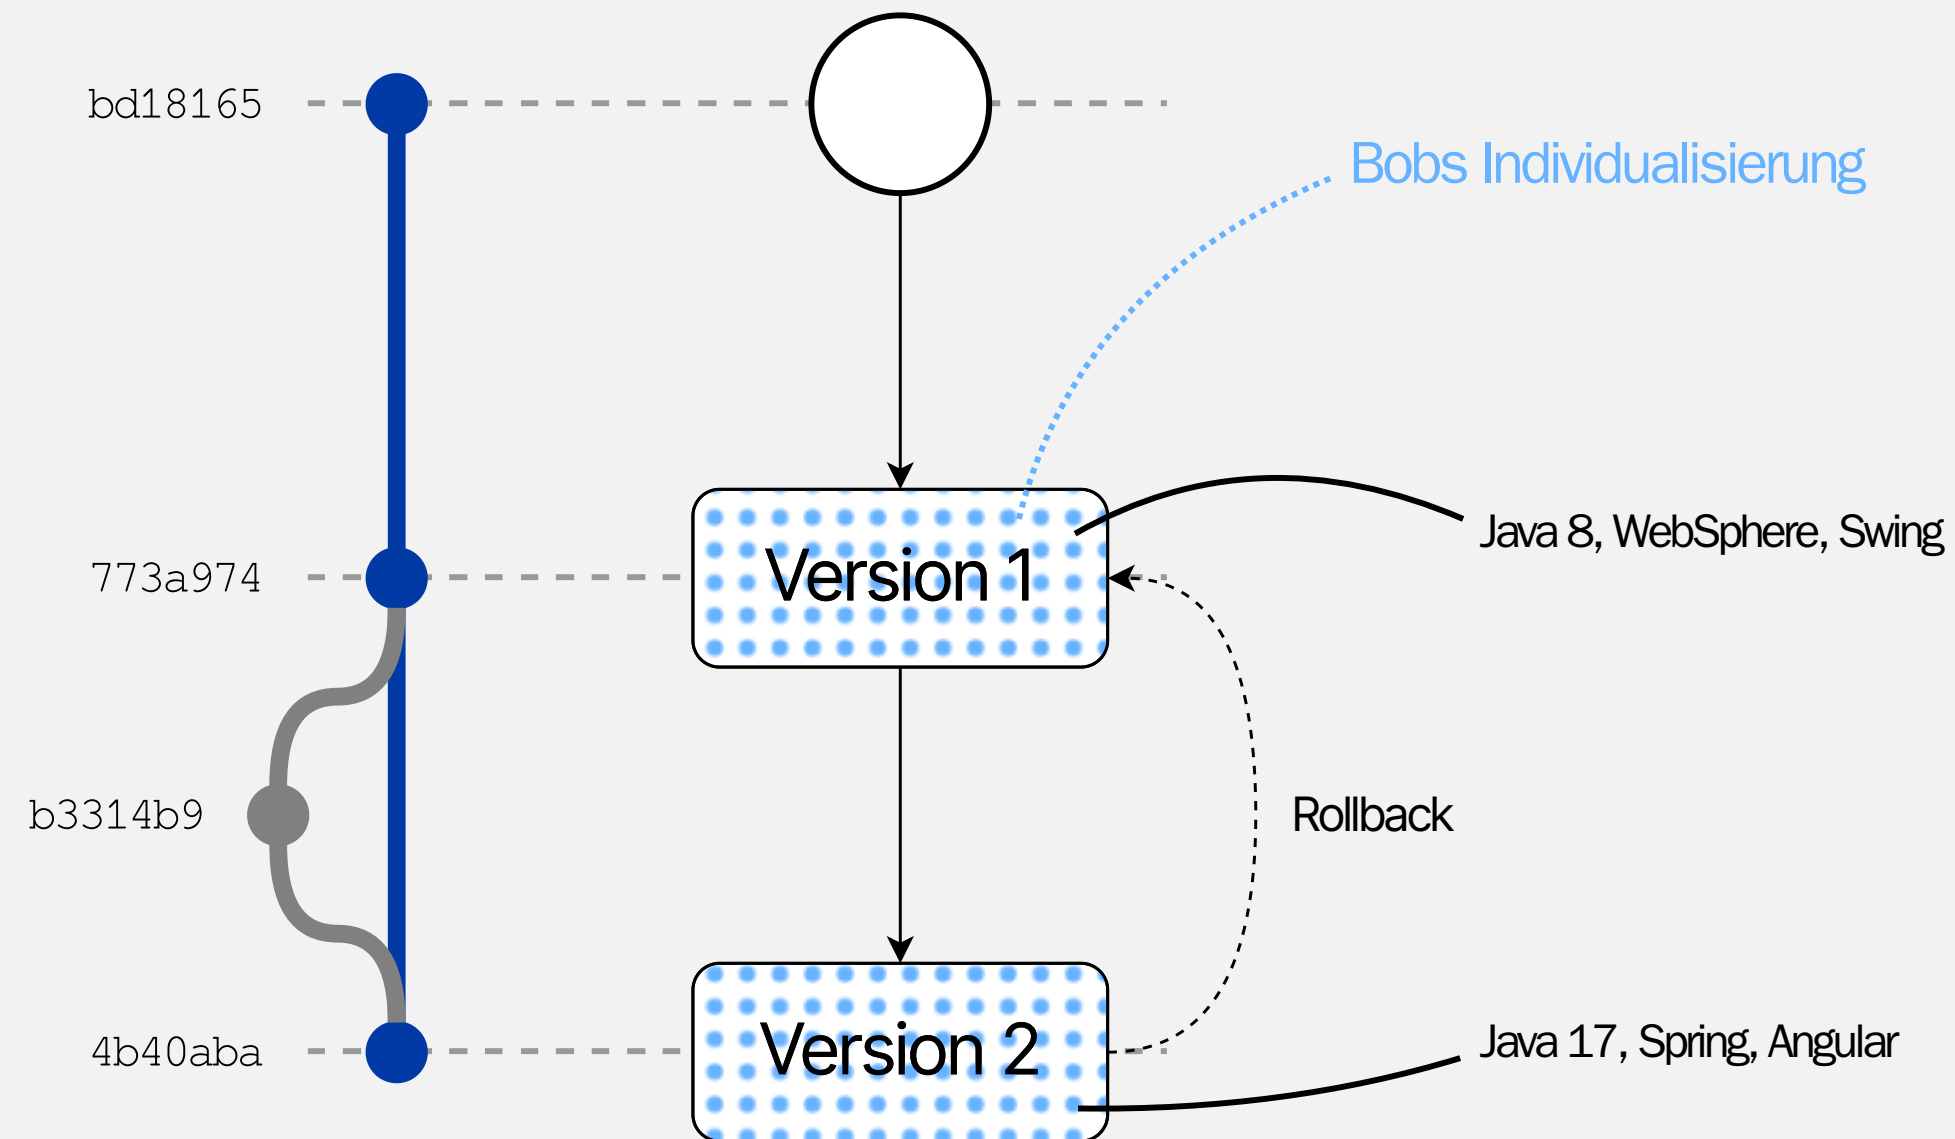 bd18165
Bobs Individualisierung
Java 8, WebSphere, Swing
773a974
Version 1
b3314b9
Rollback
4b40aba
Version 2
Java 17, Spring, Angular